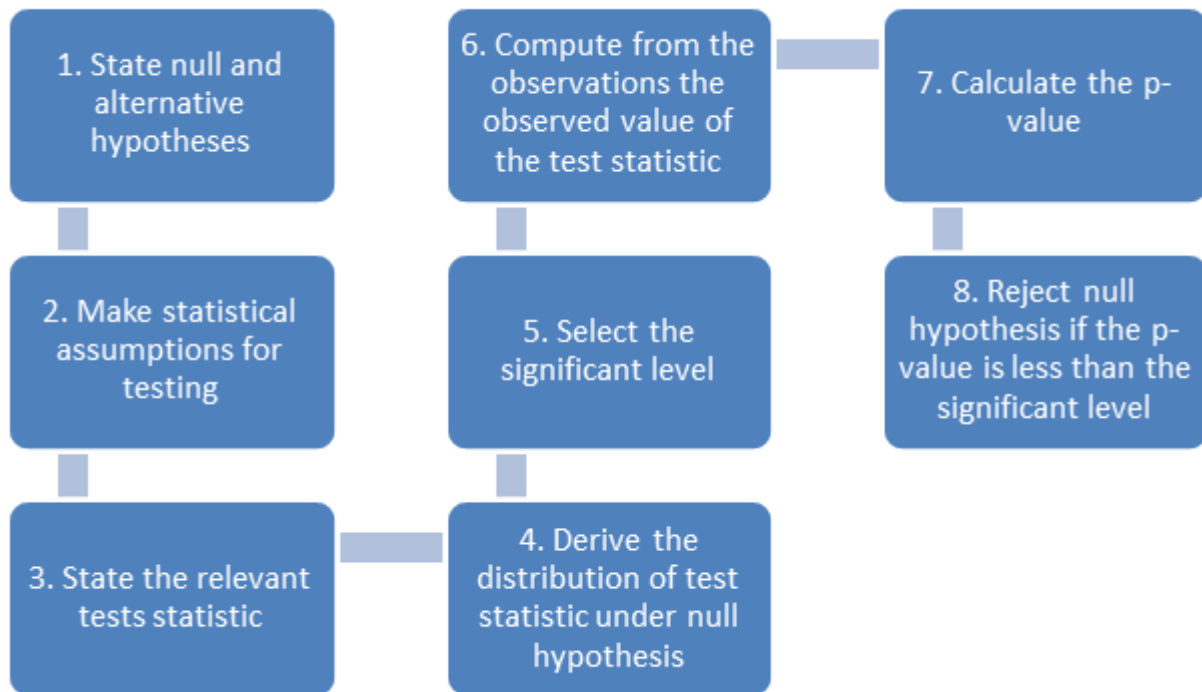 1. State null and
alternative
hypotheses
2. Make statistical
assumptions for
testing
3. State the relevant
tests statistic
4. Derive the
distribution of test
statistic under null
hypothesis
5. Select the
significant level
6. Compute from the
observations the
observed value of
the test statistic
7. Calculate the p-
value
8. Reject null
hypothesis if the p-
value is less than the
significant level